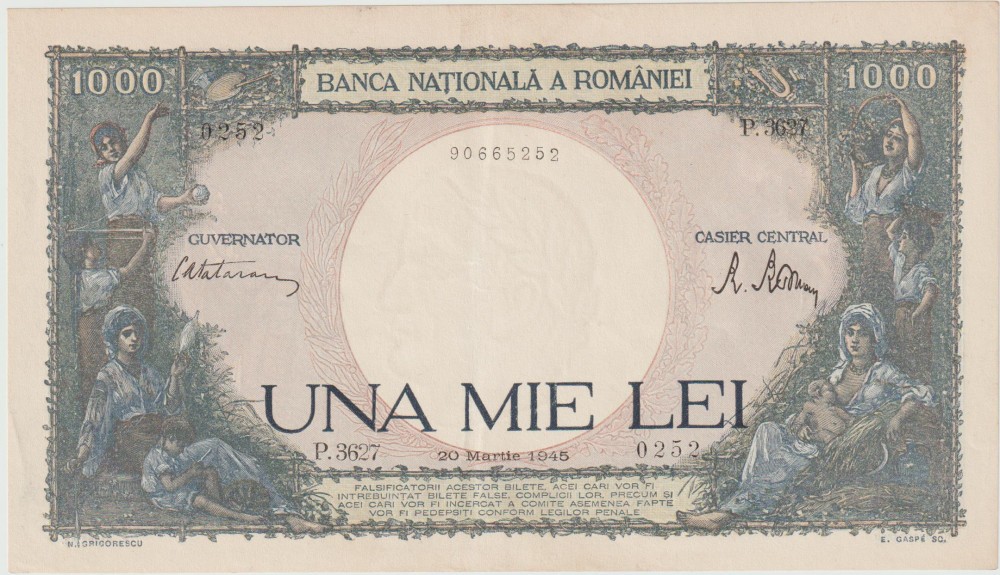 1000 BANCA NAȚIONALĂ A ROMÂNIEI 1000
0252 P.3627
90665252
GUVERNATOR CASIER CENTRAL
UNA MIE LEI
P.3627 20 Martie 1945 0252
FALSIFICATORII ACESTOR BILETE, ACEI CARI VOR FI
INTREBUINȚAT BILETE FALSE, COMPLICII LOR, PRECUM ȘI
ACEI CARI VOR FI INCERCAT A COMITE ASEMENEA FAPTE
VOR FI PEDEPSIȚI CONFORM LEGILOR PENALE
N. GRIGORESCU E. GASPÉ SC.